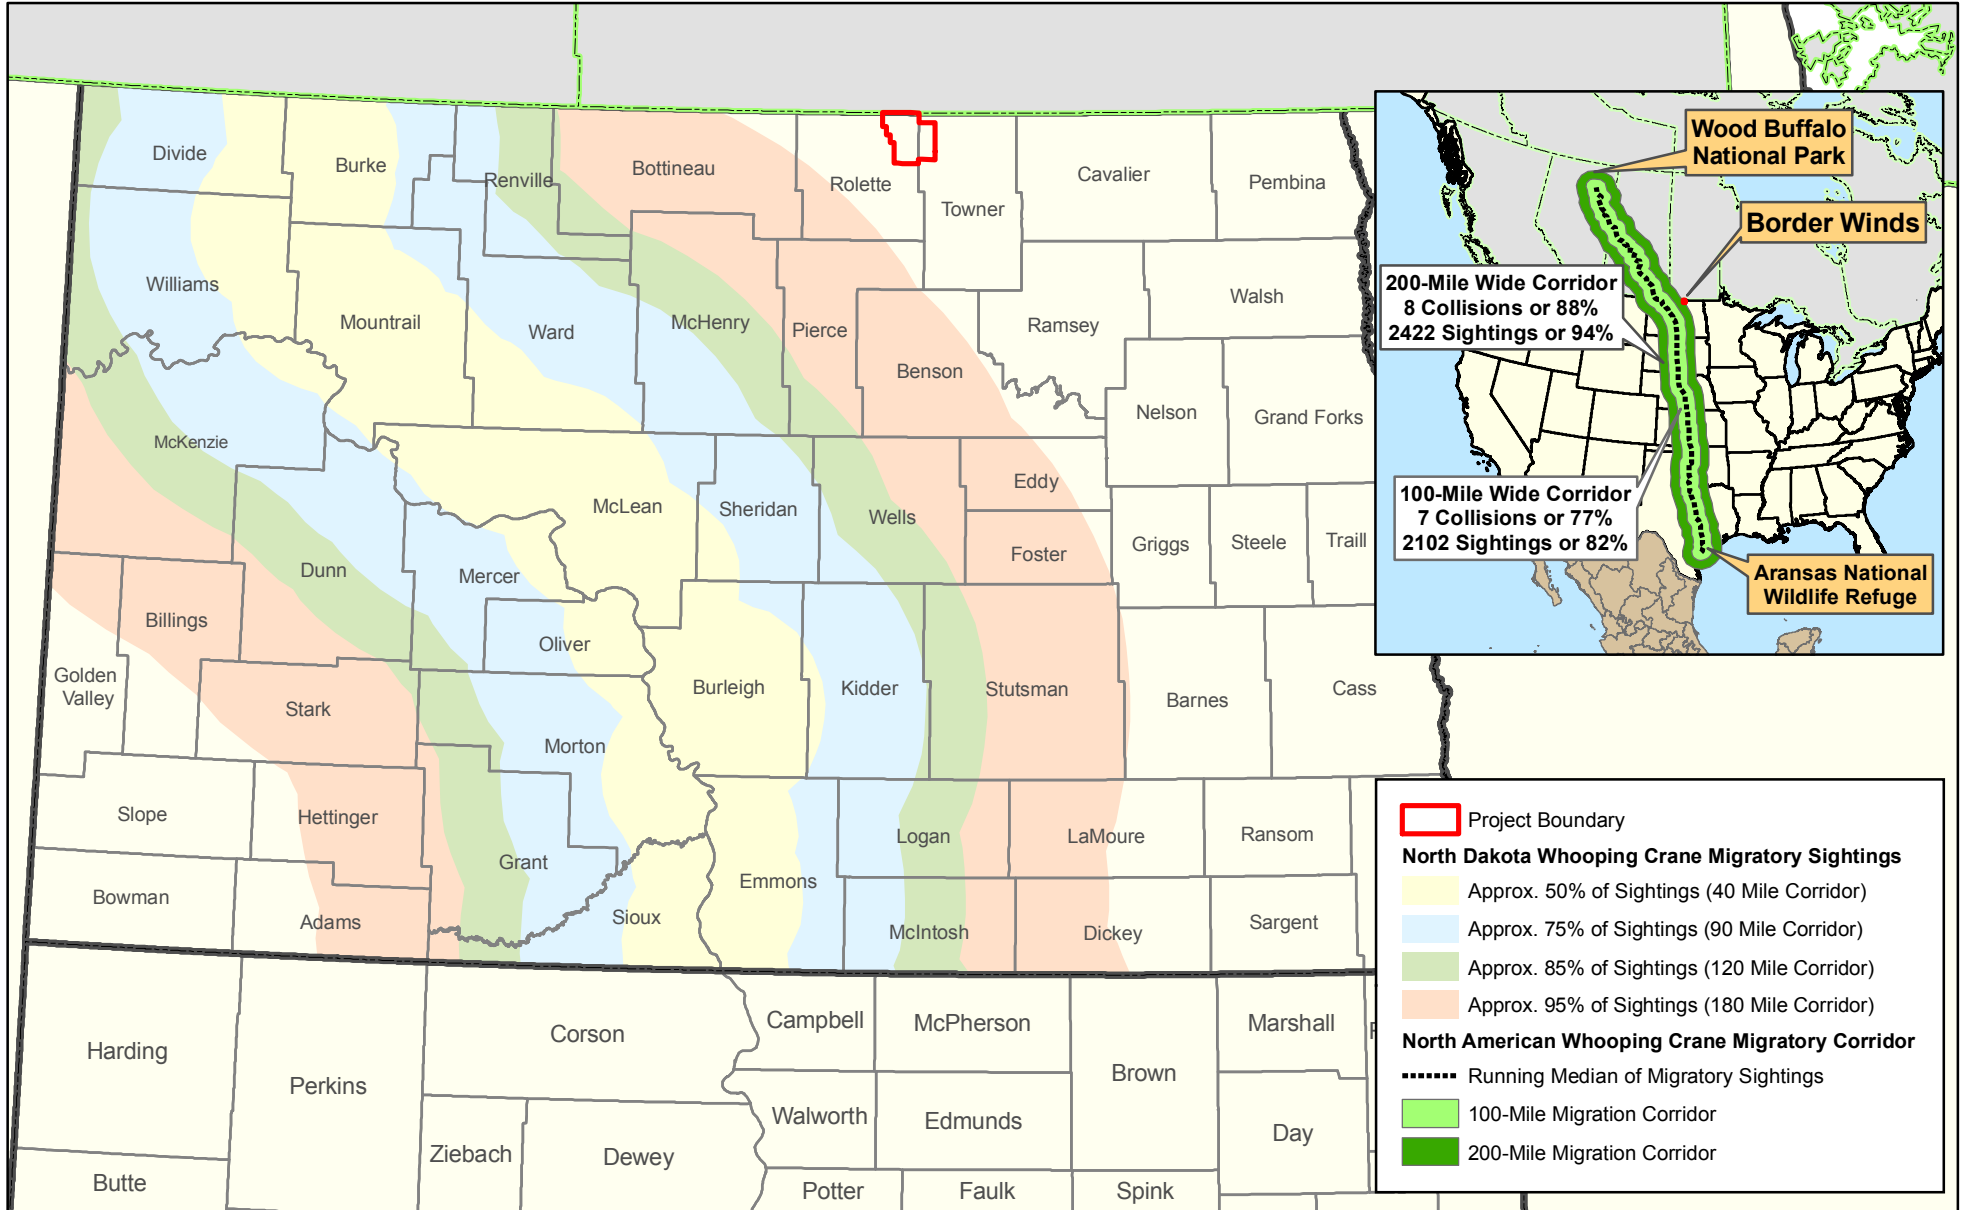 Divide
Burke
Renville
Bottineau
Rolette
Towner
Cavalier
Pembina
Williams
Mountrail
Ward
McHenry
Pierce
Benson
Ramsey
Walsh
McKenzie
Nelson
Grand Forks
McLean
Sheridan
Wells
Eddy
Foster
Griggs
Steele
Traill
Dunn
Mercer
Oliver
Billings
Golden
Valley
Stark
Burleigh
Kidder
Stutsman
Barnes
Cass
Morton
Slope
Hettinger
Grant
Logan
LaMoure
Ransom
Bowman
Adams
Sioux
Emmons
McIntosh
Dickey
Sargent
Harding
Perkins
Corson
Campbell
McPherson
Marshall
Brown
Walworth
Edmunds
Day
Ziebach
Dewey
Butte
Potter
Faulk
Spink
Wood Buffalo
National Park
Border Winds
200-Mile Wide Corridor
8 Collisions or 88%
2422 Sightings or 94%
100-Mile Wide Corridor
7 Collisions or 77%
2102 Sightings or 82%
Aransas National
Wildlife Refuge
Project Boundary
North Dakota Whooping Crane Migratory Sightings
Approx. 50% of Sightings (40 Mile Corridor)
Approx. 75% of Sightings (90 Mile Corridor)
Approx. 85% of Sightings (120 Mile Corridor)
Approx. 95% of Sightings (180 Mile Corridor)
North American Whooping Crane Migratory Corridor
Running Median of Migratory Sightings
100-Mile Migration Corridor
200-Mile Migration Corridor